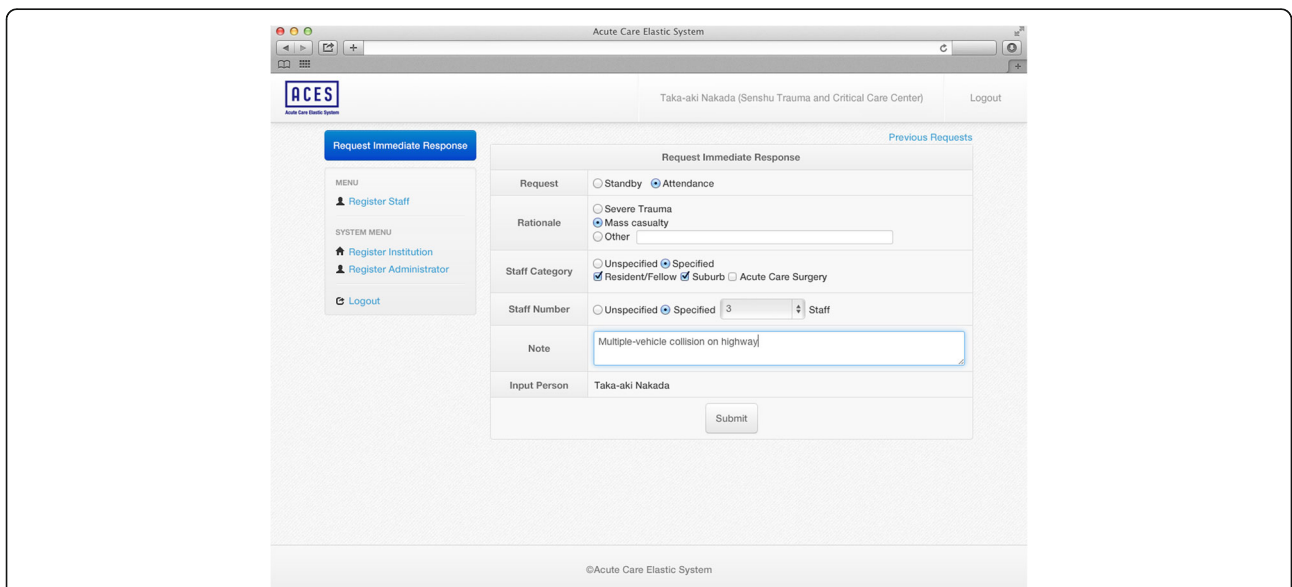 Acute Care Elastic System
ACES
Acute Care Elastic System
Taka-aki Nakada (Senshu Trauma and Critical Care Center)
Logout
Request Immediate Response
MENU
Register Staff
SYSTEM MENU
Register Institution
Register Administrator
Logout
Previous Requests
Request Immediate Response
Request Standby Attendance
Rationale
Severe Trauma
Mass casualty
Other
Staff Category
Unspecified Specified
Resident/Fellow Suburb Acute Care Surgery
Staff Number Unspecified Specified 3 Staff
Note Multiple-vehicle collision on highway
Input Person Taka-aki Nakada
Submit
©Acute Care Elastic System